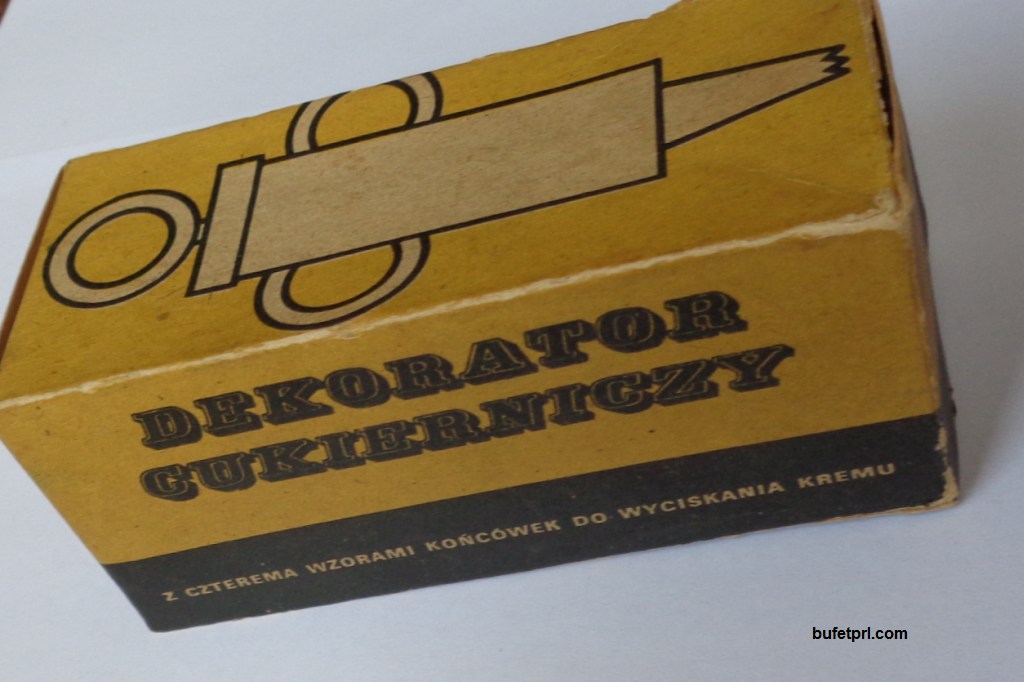 DEKORATOR
CUKIERNICZY
Z CZTEREMA WZORAMI KOŃCÓWEK DO WYCISKANIA KREMU
bufetprl.com